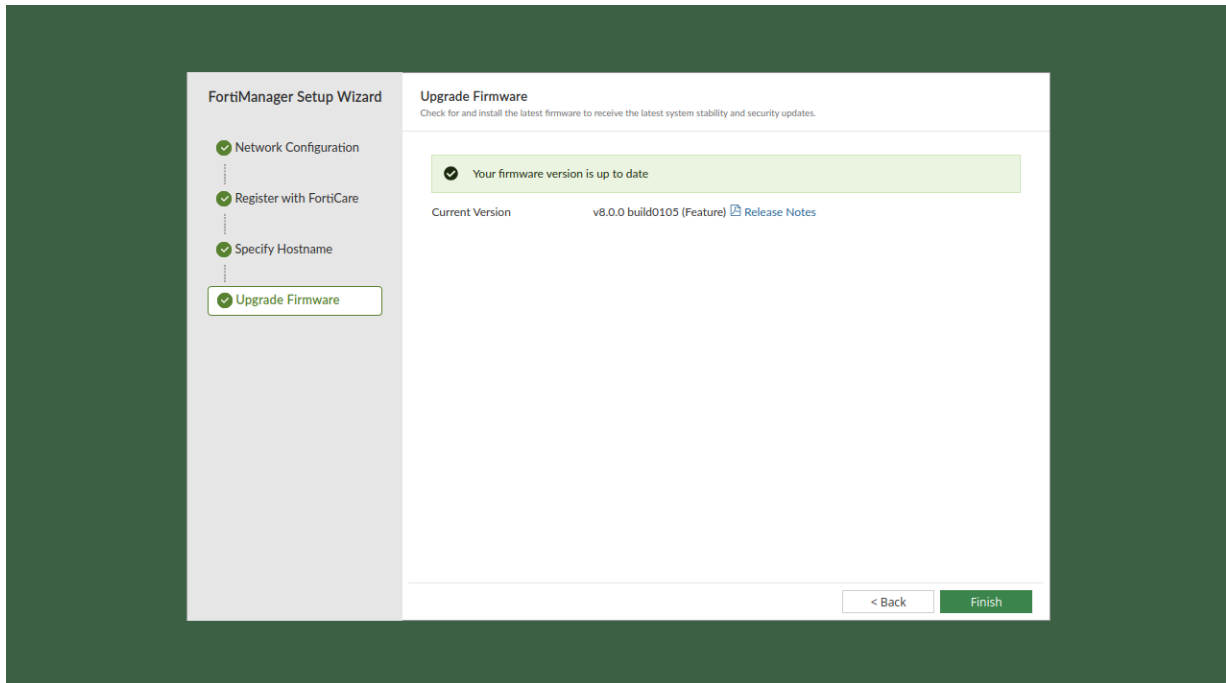 FortiManager Setup Wizard
Network Configuration
Register with FortiCare
Specify Hostname
Upgrade Firmware
Upgrade Firmware
Check for and install the latest firmware to receive the latest system stability and security updates.
Your firmware version is up to date
Current Version v8.0.0 build0105 (Feature) Release Notes
< Back Finish